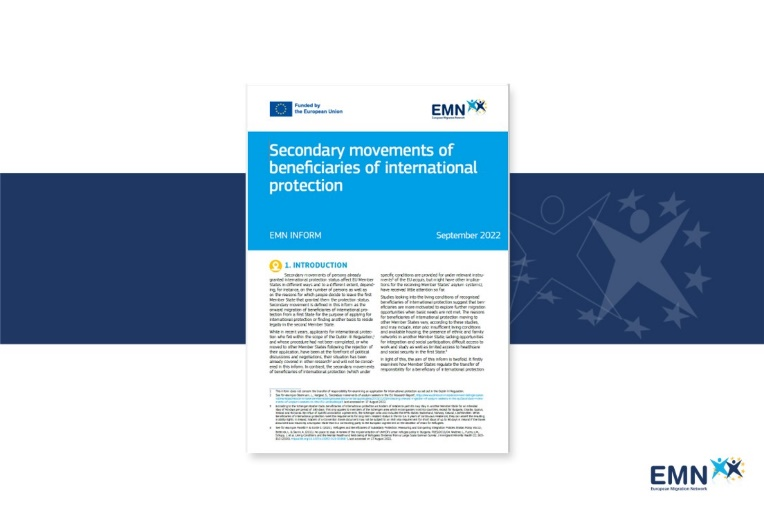 Funded by
the European Union
EMN
European Migration Network
Secondary movements of
beneficiaries of international
protection
EMN INFORM
September 2022
1. INTRODUCTION
Secondary movements of persons already
granted international protection status affect EU Member
States in different ways and to a different extent, depend-
ing, for instance, on the number of persons as well as
on the reasons for which people decide to leave the first
Member State that granted them the protection status.
Secondary movement is defined in this inform as the
onward migration of beneficiaries of international pro-
tection from a first State for the purpose of applying for
international protection or finding another basis to reside
legally in the second Member State.
While in recent years, applicants for international protec-
tion who fell within the scope of the Dublin III Regulation,
and whose procedure had not been completed, or who
moved to other Member States following the rejection of
their application, have been at the forefront of political
discussions and negotiations, their situation has been
already covered in other research and will not be consid-
ered in this inform. In contrast, the secondary movements
of beneficiaries of international protection (which under
specific conditions are provided for under relevant instru-
ments of the EU acquis, but might have other implica-
tions for the receiving Member States' asylum systems),
have received little attention so far.
Studies looking into the living conditions of recognised
beneficiaries of international protection suggest that ben-
eficiaries are more motivated to explore further migration
opportunities when basic needs are not met. The reasons
for beneficiaries of international protection moving to
other Member States vary, according to these studies,
and may include, inter alia: insufficient living conditions
and available housing; the presence of ethnic and family
networks in another Member State; lacking opportunities
for integration and social participation; difficult access to
work and study as well as limited access to healthcare
and social security in the first State.
In light of this, the aim of this inform is twofold. It firstly
examines how Member States regulate the transfer of
responsibility for beneficiaries of international protection.
EMN
European Migration Network